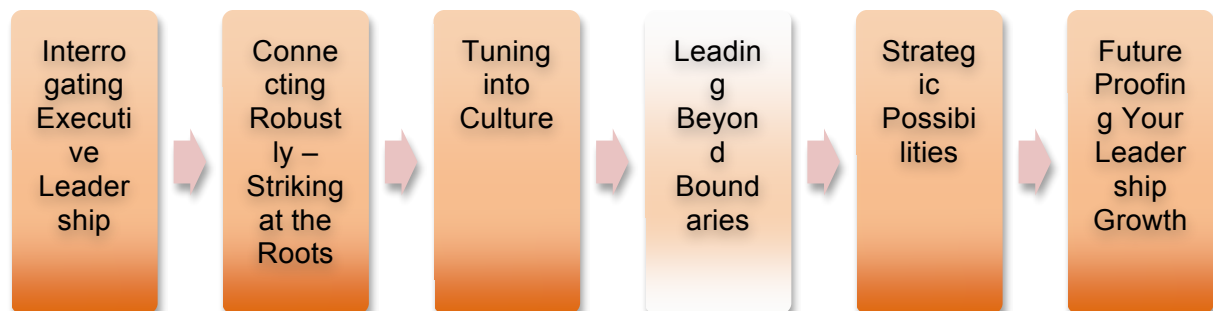 Interro
gating
Executi
ve
Leader
ship
Conne
cting
Robust
ly –
Striking
at the
Roots
Tuning
into
Culture
Leadin
g
Beyon
d
Bound
aries
Strateg
ic
Possibi
lities
Future
Proofin
g Your
Leader
ship
Growth